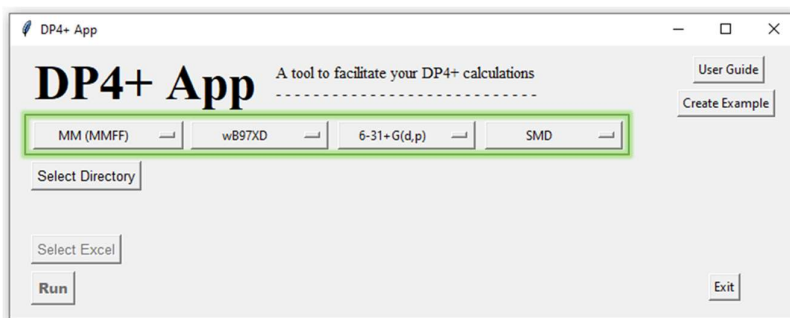 DP4+ App
DP4+ App
A tool to facilitate your DP4+ calculations
- - - - - - - - - - - - - - - - - - - - - - - - - - - -
User Guide
Create Example
MM (MMFF) wB97XD 6-31+G(d,p) SMD
Select Directory
Select Excel
Run
Exit